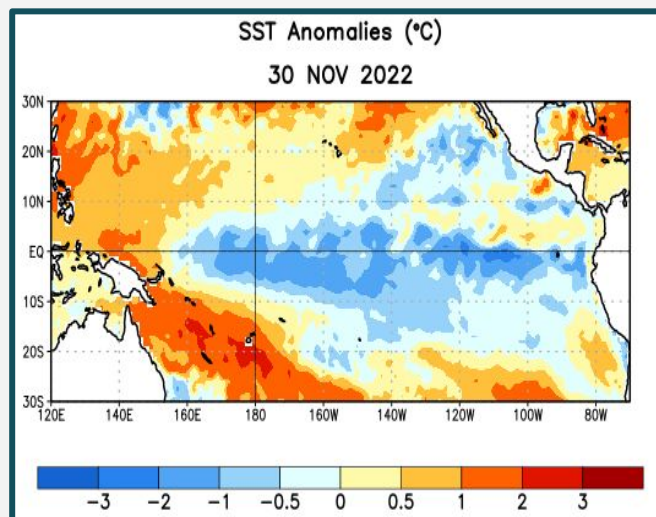 SST Anomalies (°C)
30 NOV 2022
30N
20N
10N
EQ
10S
20S
30S
120E 140E 160E 180 160W 140W 120W 100W 80W
-3 -2 -1 -0.5 0 0.5 1 2 3